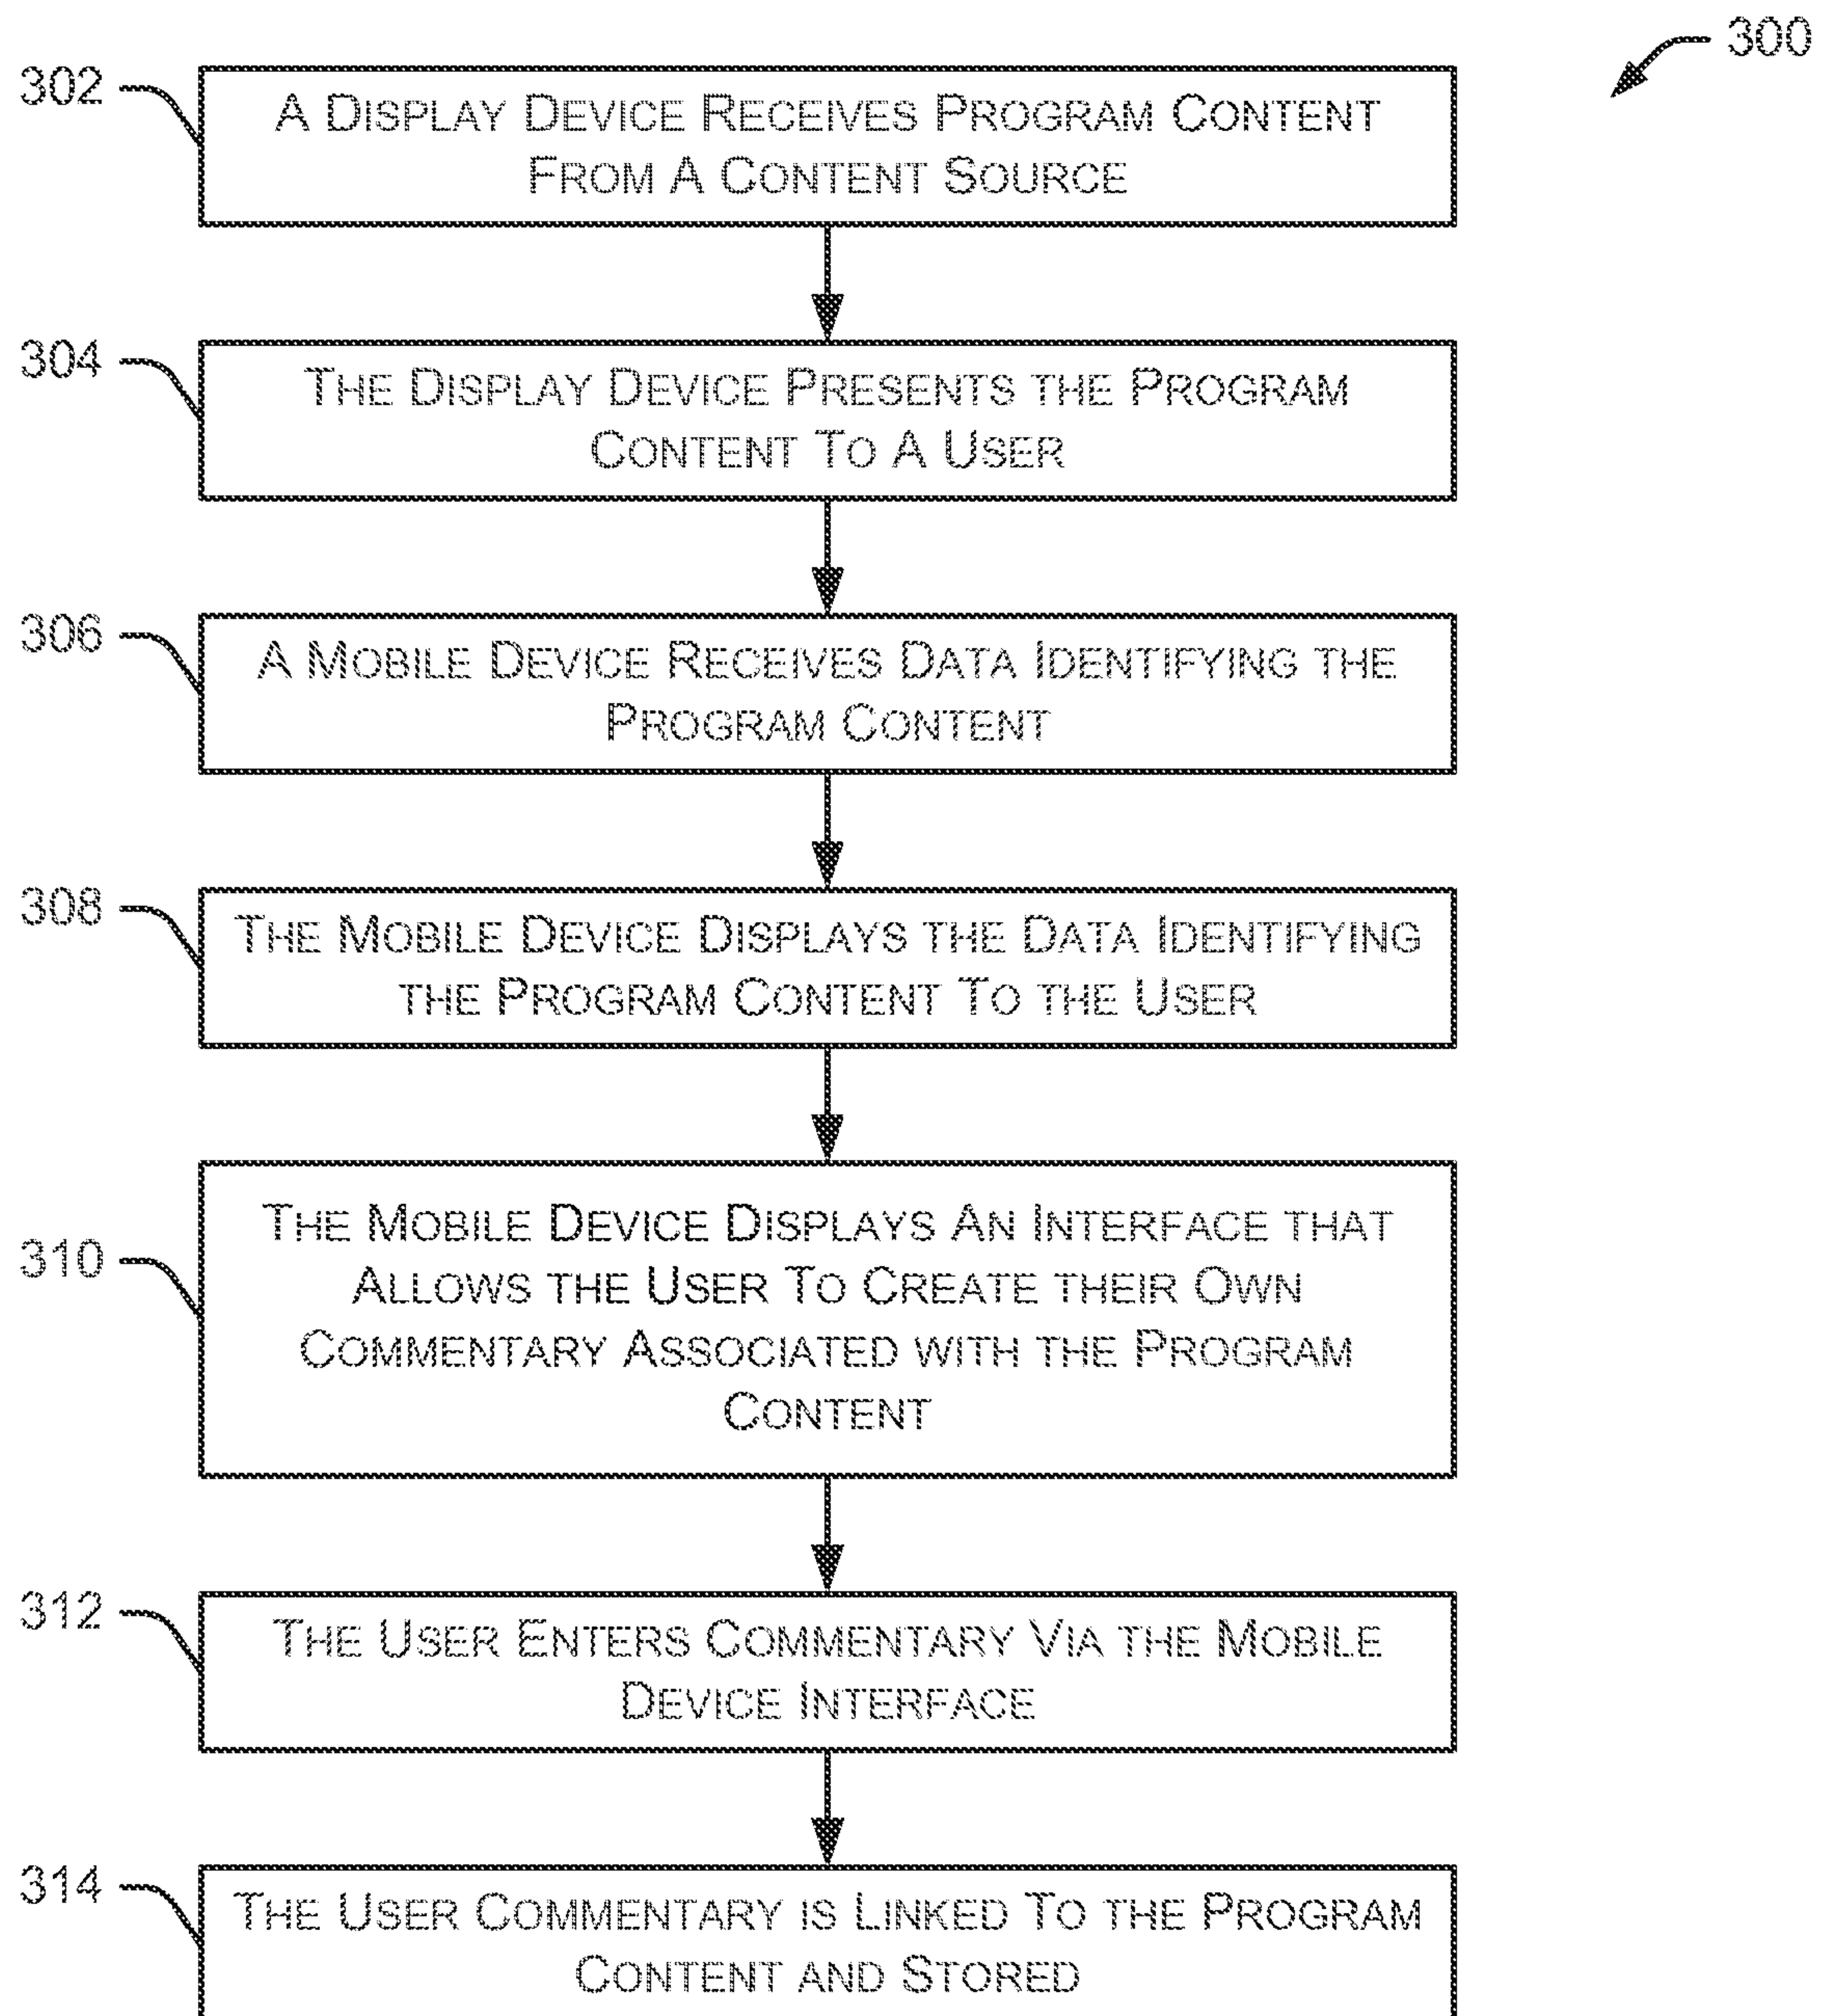 300
302
A DISPLAY DEVICE RECEIVES PROGRAM CONTENT
FROM A CONTENT SOURCE
304
THE DISPLAY DEVICE PRESENTS THE PROGRAM
CONTENT TO A USER
306
A MOBILE DEVICE RECEIVES DATA IDENTIFYING THE
PROGRAM CONTENT
308
THE MOBILE DEVICE DISPLAYS THE DATA IDENTIFYING
THE PROGRAM CONTENT TO THE USER
310
THE MOBILE DEVICE DISPLAYS AN INTERFACE THAT
ALLOWS THE USER TO CREATE THEIR OWN
COMMENTARY ASSOCIATED WITH THE PROGRAM
CONTENT
312
THE USER ENTERS COMMENTARY VIA THE MOBILE
DEVICE INTERFACE
314
THE USER COMMENTARY IS LINKED TO THE PROGRAM
CONTENT AND STORED